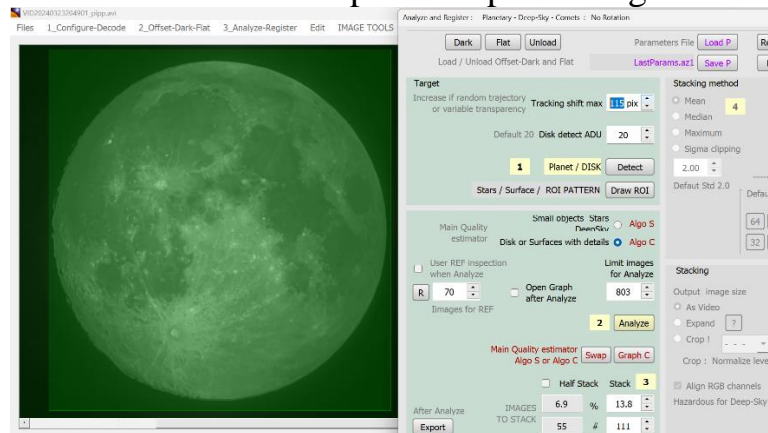 VID20240323204901_pipp.avi
Files 1_Configure-Decode 2_Offset-Dark-Flat 3_Analyze-Register Edit IMAGE TOOLS
Analyze and Register : Planetary - Deep-Sky - Comets : No Rotation
Dark Flat Unload Parameters File Load P
Load / Unload Offset-Dark and Flat LastParams.az1 Save P
Target
Increase if random trajectory
or variable transparency Tracking shift max 115 pix
Default 20 Disk detect ADU 20
1 Planet / DISK Detect
Stars / Surface / ROI PATTERN Draw ROI
Main Quality
estimator
Small objects Stars
DeepSky Algo S
Disk or Surfaces with details Algo C
User REF inspection
when Analyze
Limit images
for Analyze
R 70 Open Graph
after Analyze 803
Iimages for REF
2 Analyze
Main Quality estimator
Algo S or Algo C Swap Graph C
Half Stack Stack 3
After Analyze IMAGES
TO STACK 6.9 % 13.8
Export 55 # 111
Stacking method
Mean 4
Median
Maximum
Sigma clipping
2.00
Defaut Std 2.0
64
32
Stacking
Output image size
As Video
Expand ?
Crop ! - - -
Crop : Normalize leve
Align RGB channels
Hazardous for Deep-Sky